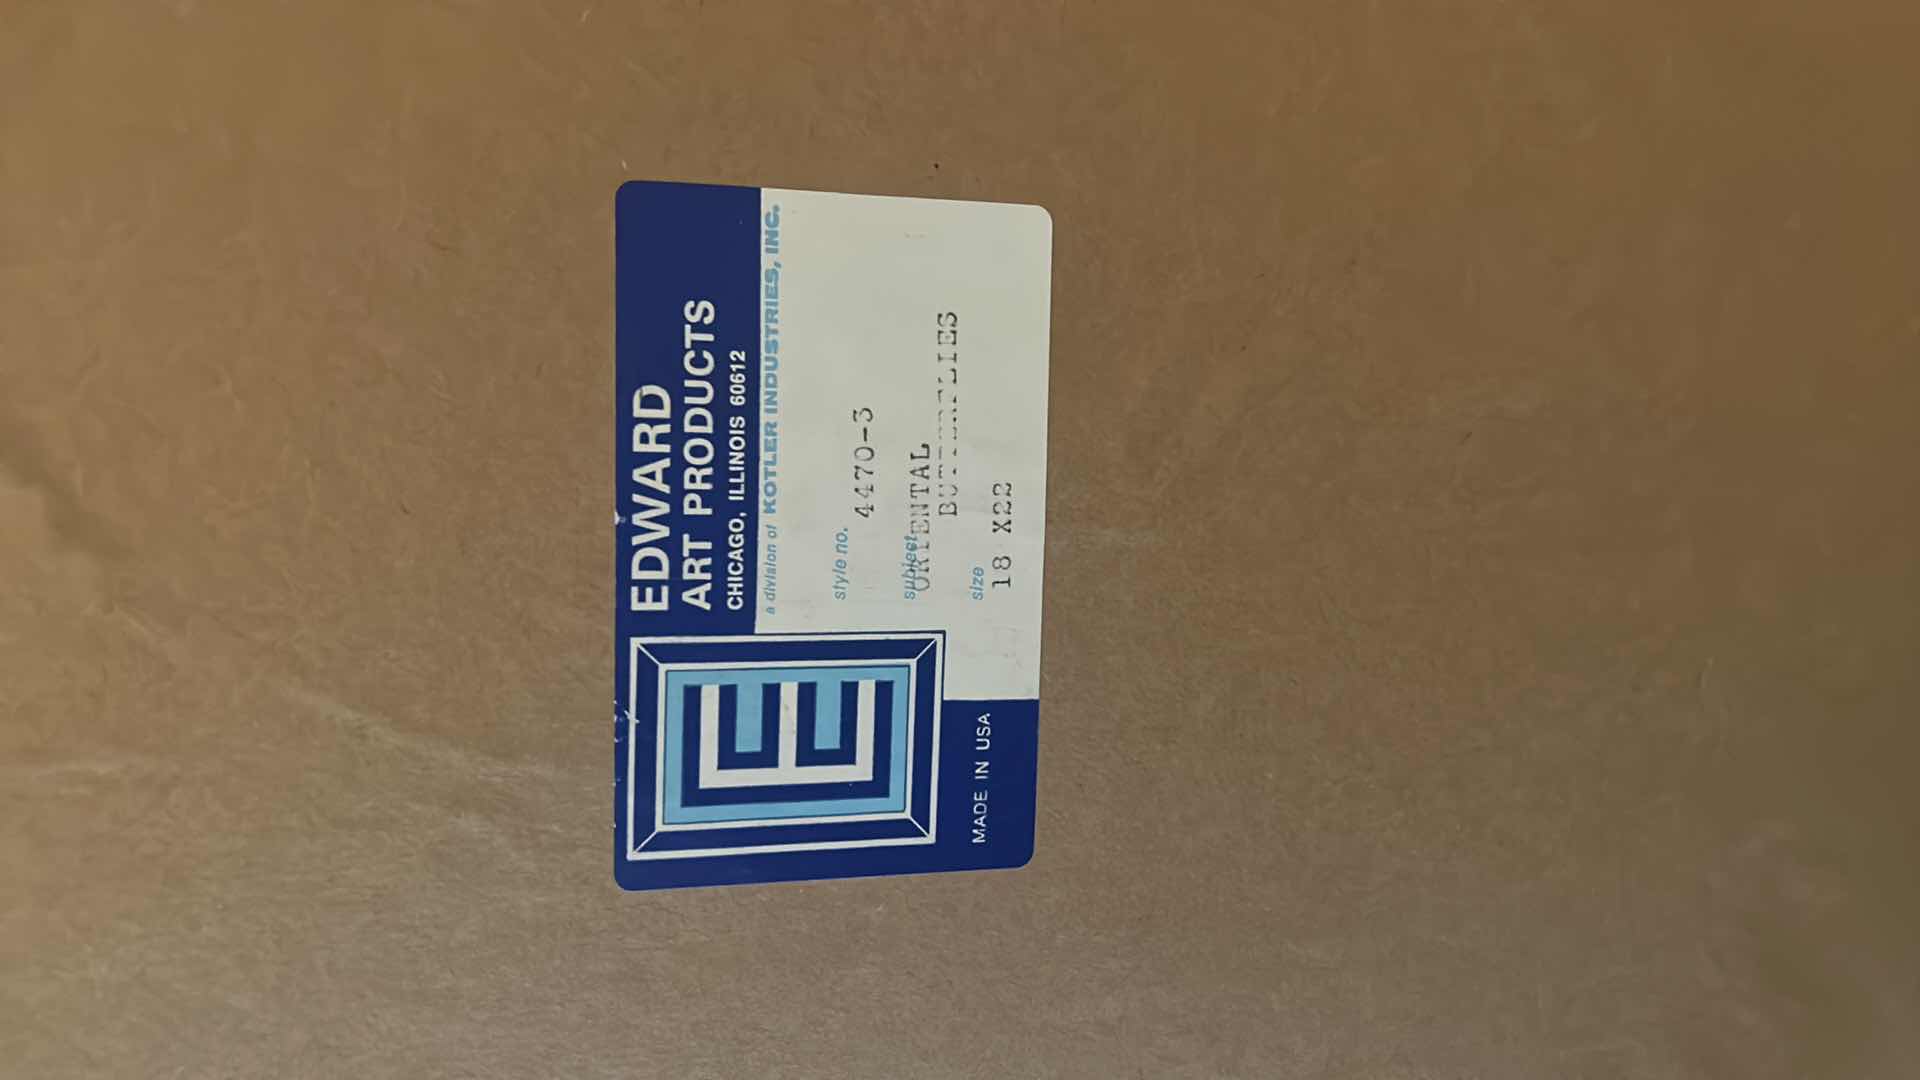 EDWARD
ART PRODUCTS
CHICAGO, ILLINOIS 60612
a division of KOTLER INDUSTRIES, INC.
style no.
4470-3
subject
ORIENTAL
BUTTERFLIES
size
18 X22
E
MADE IN USA